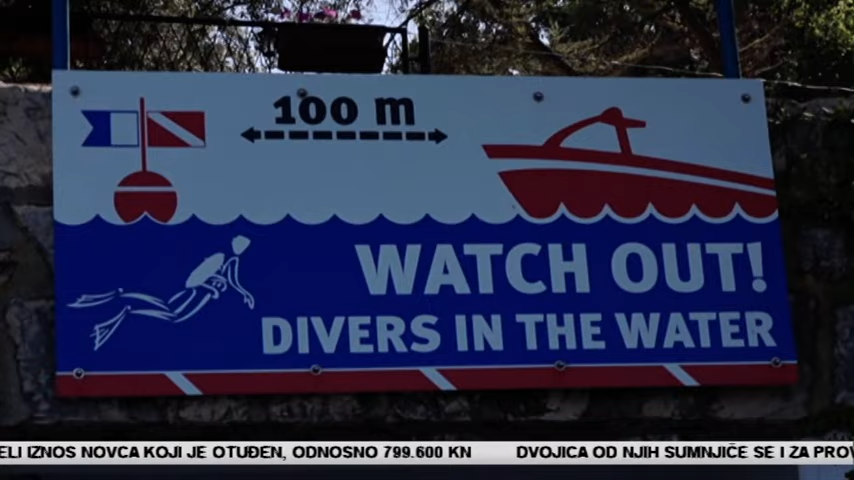 100 m
WATCH OUT!
DIVERS IN THE WATER
ELI IZNOS NOVCA KOJI JE OTUĐEN, ODNOSNO 799.600 KN DVOJICA OD NJIH SUMNJIČE SE I ZA PROV